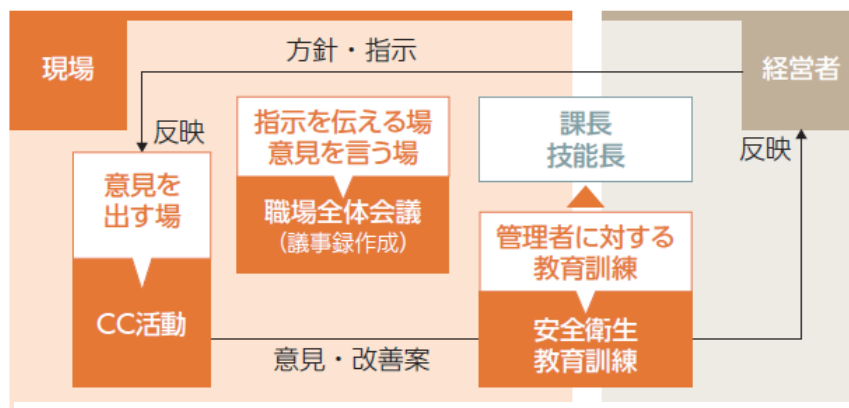 現場
方針・指示
経営者
反映
指示を伝える場
意見を言う場
職場全体会議
（議事録作成）
課長
技能長
反映
意見を
出す場
CC活動
管理者に対する
教育訓練
安全衛生
教育訓練
意見・改善案